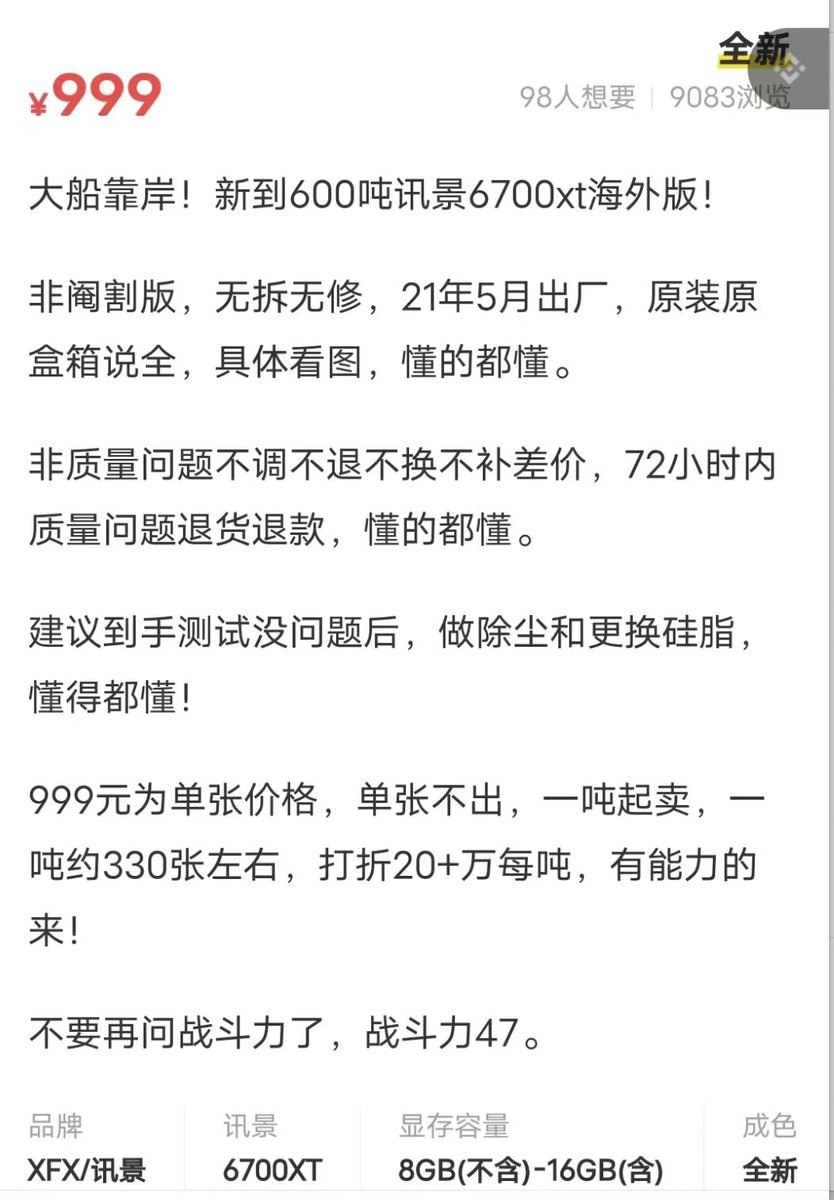 全新
¥999
98人想要 | 9083浏览
大船靠岸！新到600吨讯景6700xt海外版！
非阉割版，无拆无修，21年5月出厂，原装原
盒箱说全，具体看图，懂的都懂。
非质量问题不调不退不换不补差价，72小时内
质量问题退货退款，懂的都懂。
建议到手测试没问题后，做除尘和更换硅脂，
懂得都懂！
999元为单张价格，单张不出，一吨起卖，一
吨约330张左右，打折20+万每吨，有能力的
来！
不要再问战斗力了，战斗力47。
品牌 讯景 显存容量 成色
XFX/讯景 6700XT 8GB(不含)-16GB(含) 全新